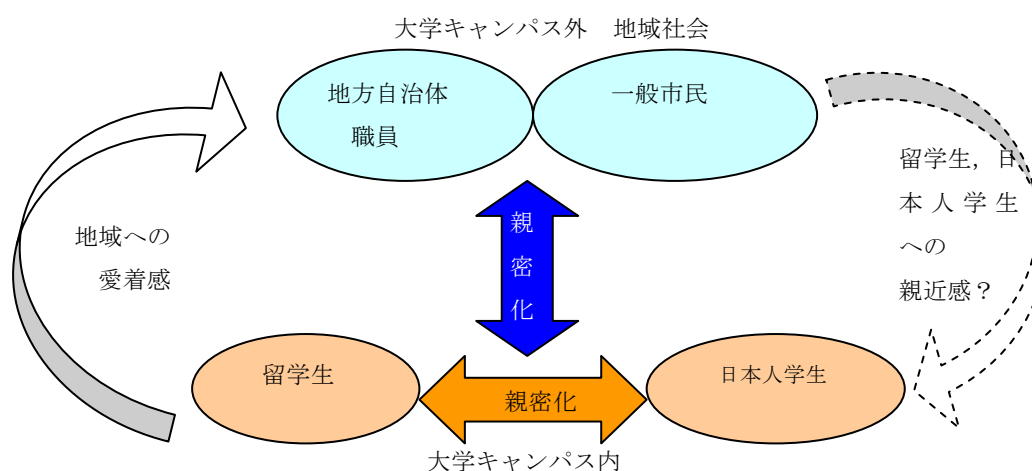 大学キャンパス外　地域社会
地方自治体
職員
一般市民
留学生，日
本人学生
への
親近感？
親密化
地域への
愛着感
留学生
日本人学生
親密化
大学キャンパス内